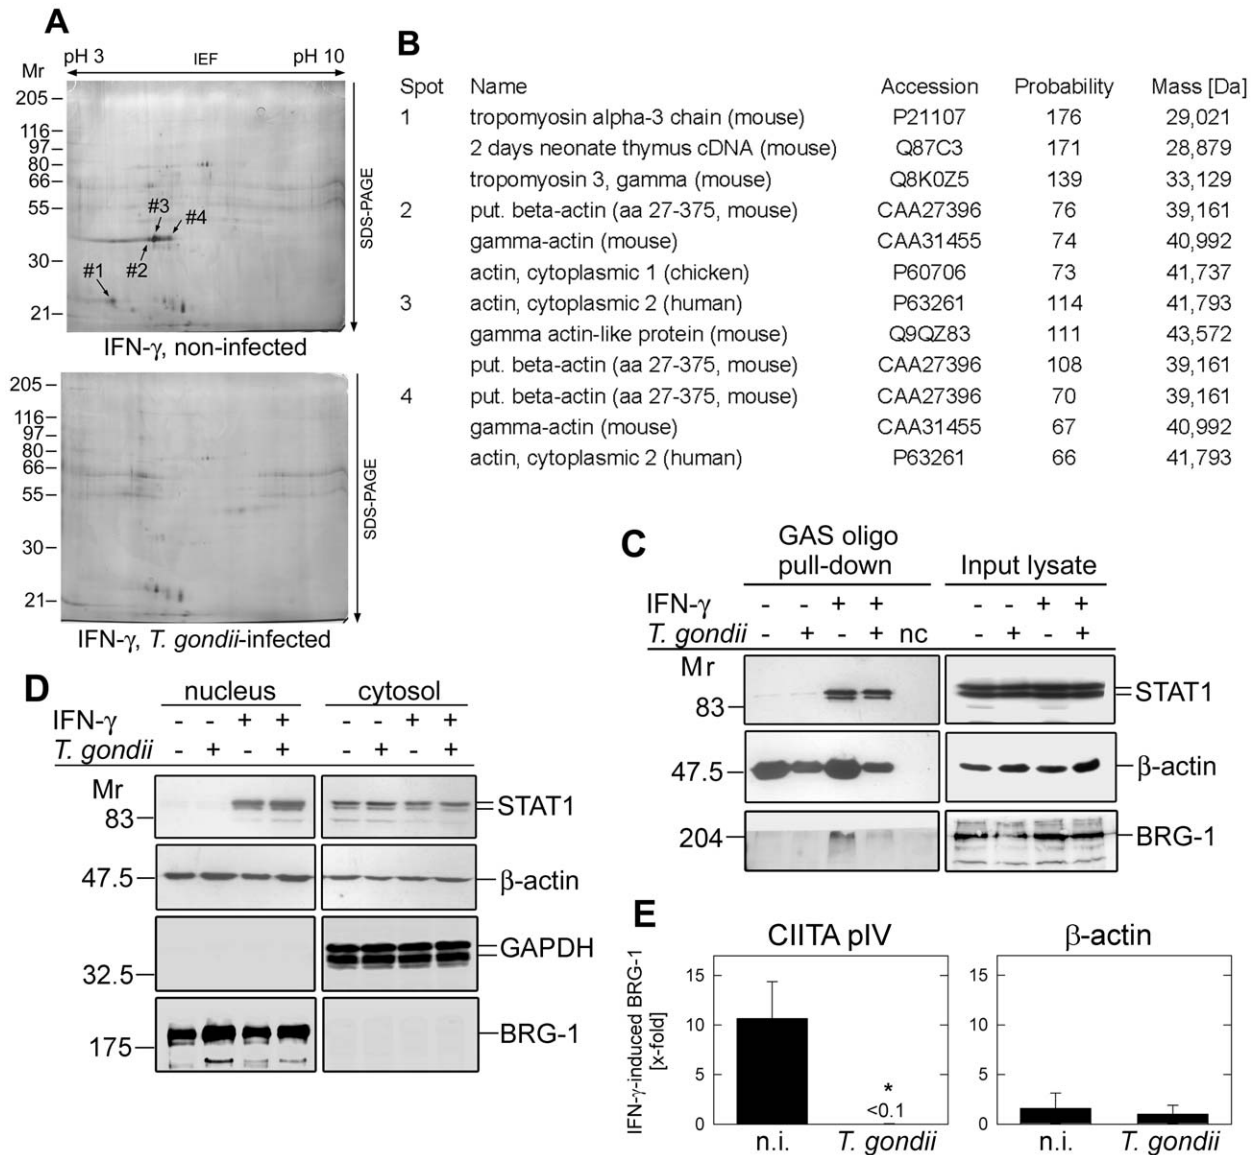 A
pH 3 IEF pH 10
Mr
205
116
97
80
66
55
30
21
#3
#4
#2
#1
SDS-PAGE
IFN-γ, non-infected
205
116
97
80
66
55
30
21
SDS-PAGE
IFN-γ, T. gondii-infected
B
Spot Name Accession Probability Mass [Da]
1 tropomyosin alpha-3 chain (mouse) P21107 176 29,021
2 days neonate thymus cDNA (mouse) Q87C3 171 28,879
tropomyosin 3, gamma (mouse) Q8K0Z5 139 33,129
2 put. beta-actin (aa 27-375, mouse) CAA27396 76 39,161
gamma-actin (mouse) CAA31455 74 40,992
actin, cytoplasmic 1 (chicken) P60706 73 41,737
3 actin, cytoplasmic 2 (human) P63261 114 41,793
gamma actin-like protein (mouse) Q9QZ83 111 43,572
put. beta-actin (aa 27-375, mouse) CAA27396 108 39,161
4 put. beta-actin (aa 27-375, mouse) CAA27396 70 39,161
gamma-actin (mouse) CAA31455 67 40,992
actin, cytoplasmic 2 (human) P63261 66 41,793
C
GAS oligo
pull-down Input lysate
IFN-γ - - + + - - + +
T. gondii - + - + nc - + - +
Mr
83 STAT1
47.5 β-actin
204 BRG-1
D
nucleus cytosol
IFN-γ - - + + - - + +
T. gondii - + - + - + - +
Mr
83 STAT1
47.5 β-actin
32.5 GAPDH
175 BRG-1
E
CIITA pIV β-actin
IFN-γ-induced BRG-1
[x-fold]
15 15
10 10
5 5
0 0
*
<0.1
n.i. T. gondii n.i. T. gondii